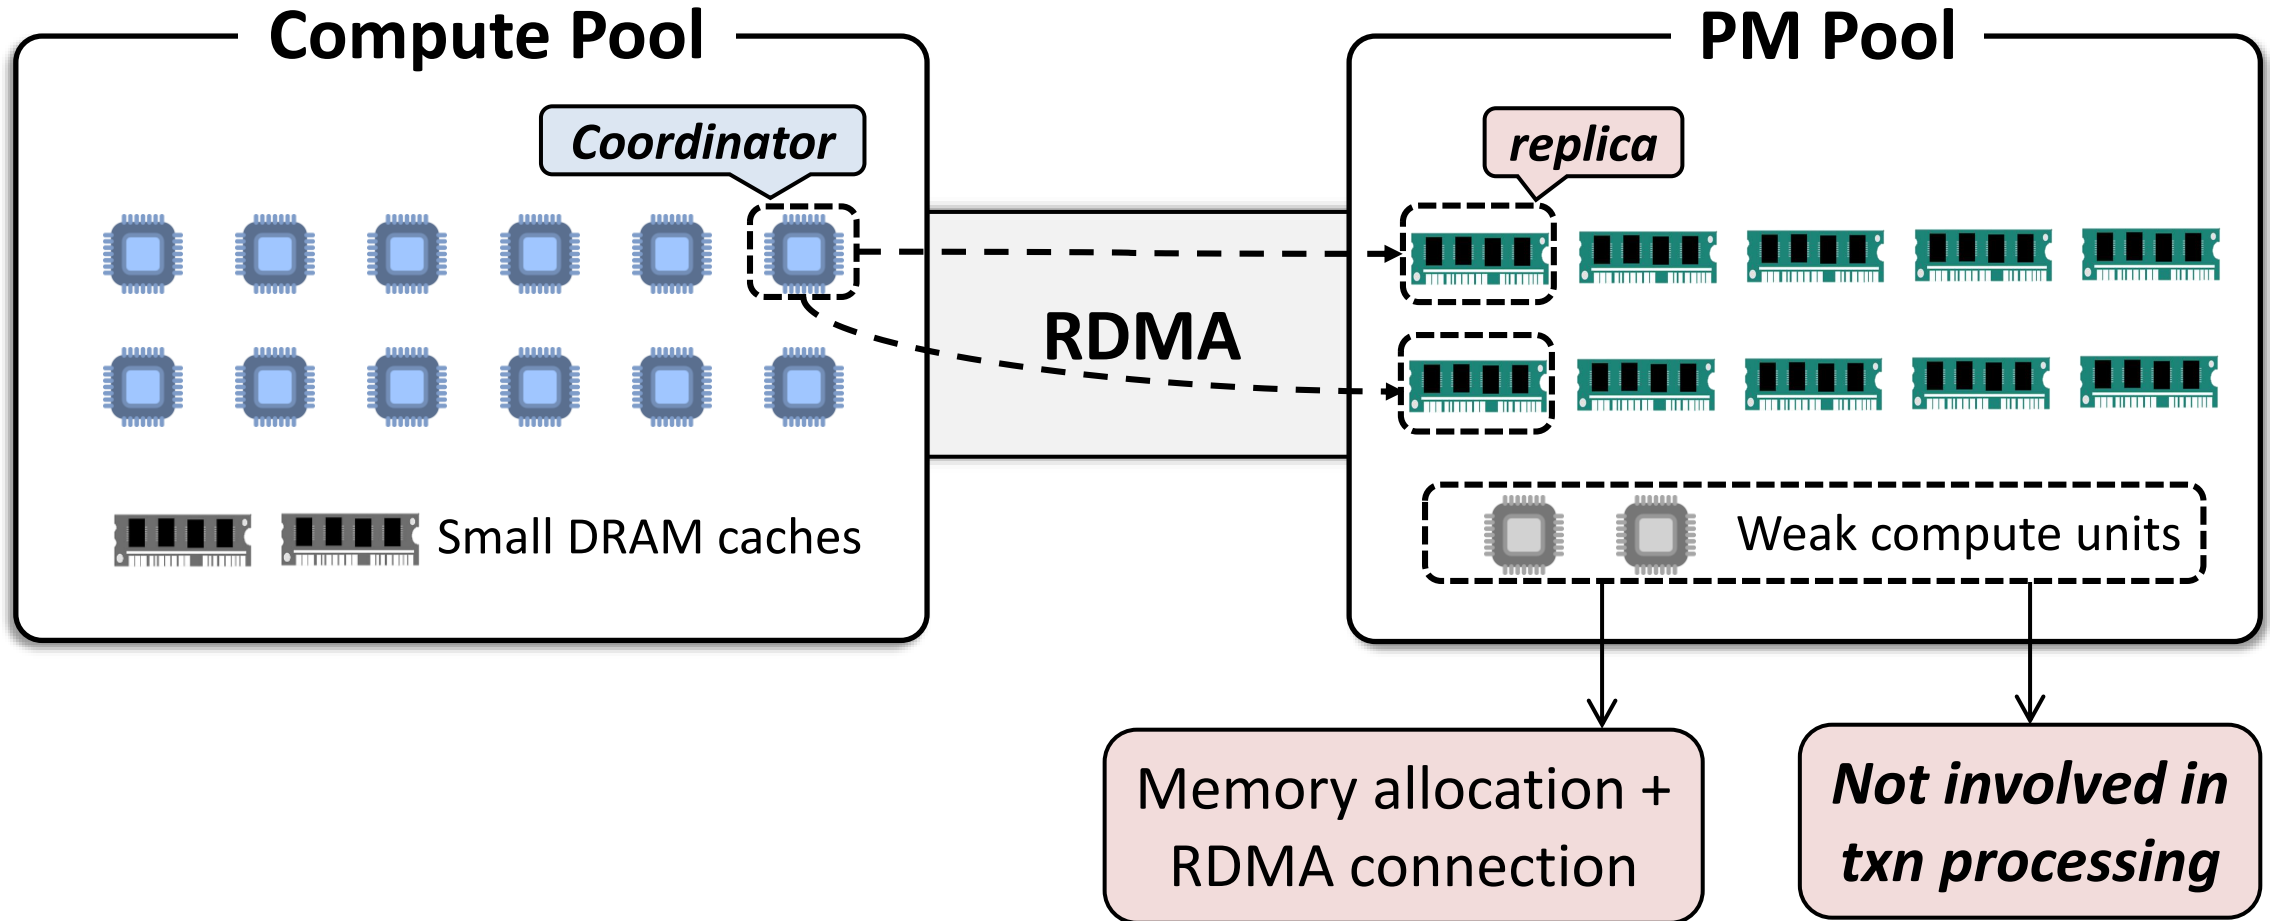 Compute Pool
PM Pool
Coordinator
replica
RDMA
Small DRAM caches
Weak compute units
Memory allocation +
RDMA connection
Not involved in
txn processing